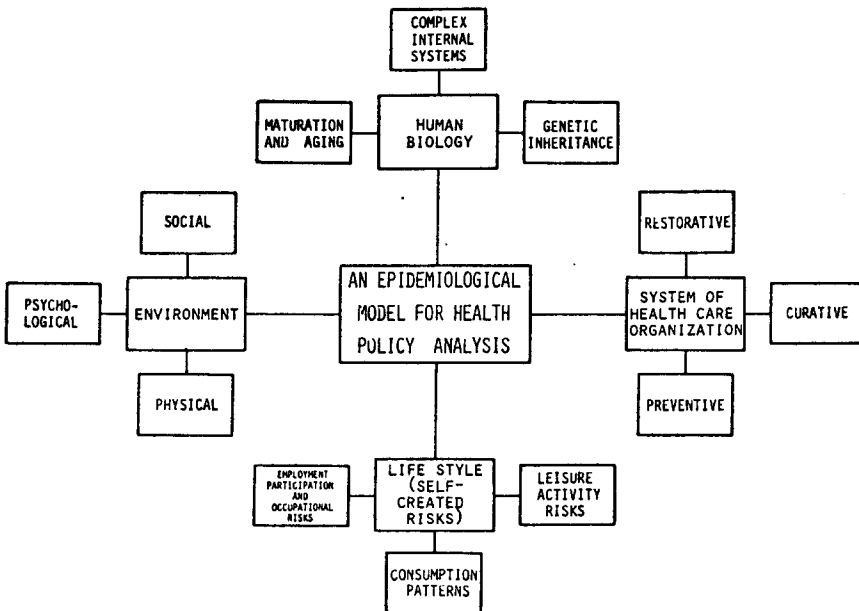 COMPLEX
INTERNAL
SYSTEMS
MATURATION
AND AGING
HUMAN
BIOLOGY
GENETIC
INHERITANCE
SOCIAL
RESTORATIVE
PSYCHO-
LOGICAL
ENVIRONMENT
AN EPIDEMIOLOGICAL
MODEL FOR HEALTH
POLICY ANALYSIS
SYSTEM OF
HEALTH CARE
ORGANIZATION
CURATIVE
PHYSICAL
PREVENTIVE
EMPLOYMENT
PARTICIPATION
AND
OCCUPATIONAL
RISKS
LIFE STYLE
(SELF-
CREATED
RISKS)
LEISURE
ACTIVITY
RISKS
CONSUMPTION
PATTERNS